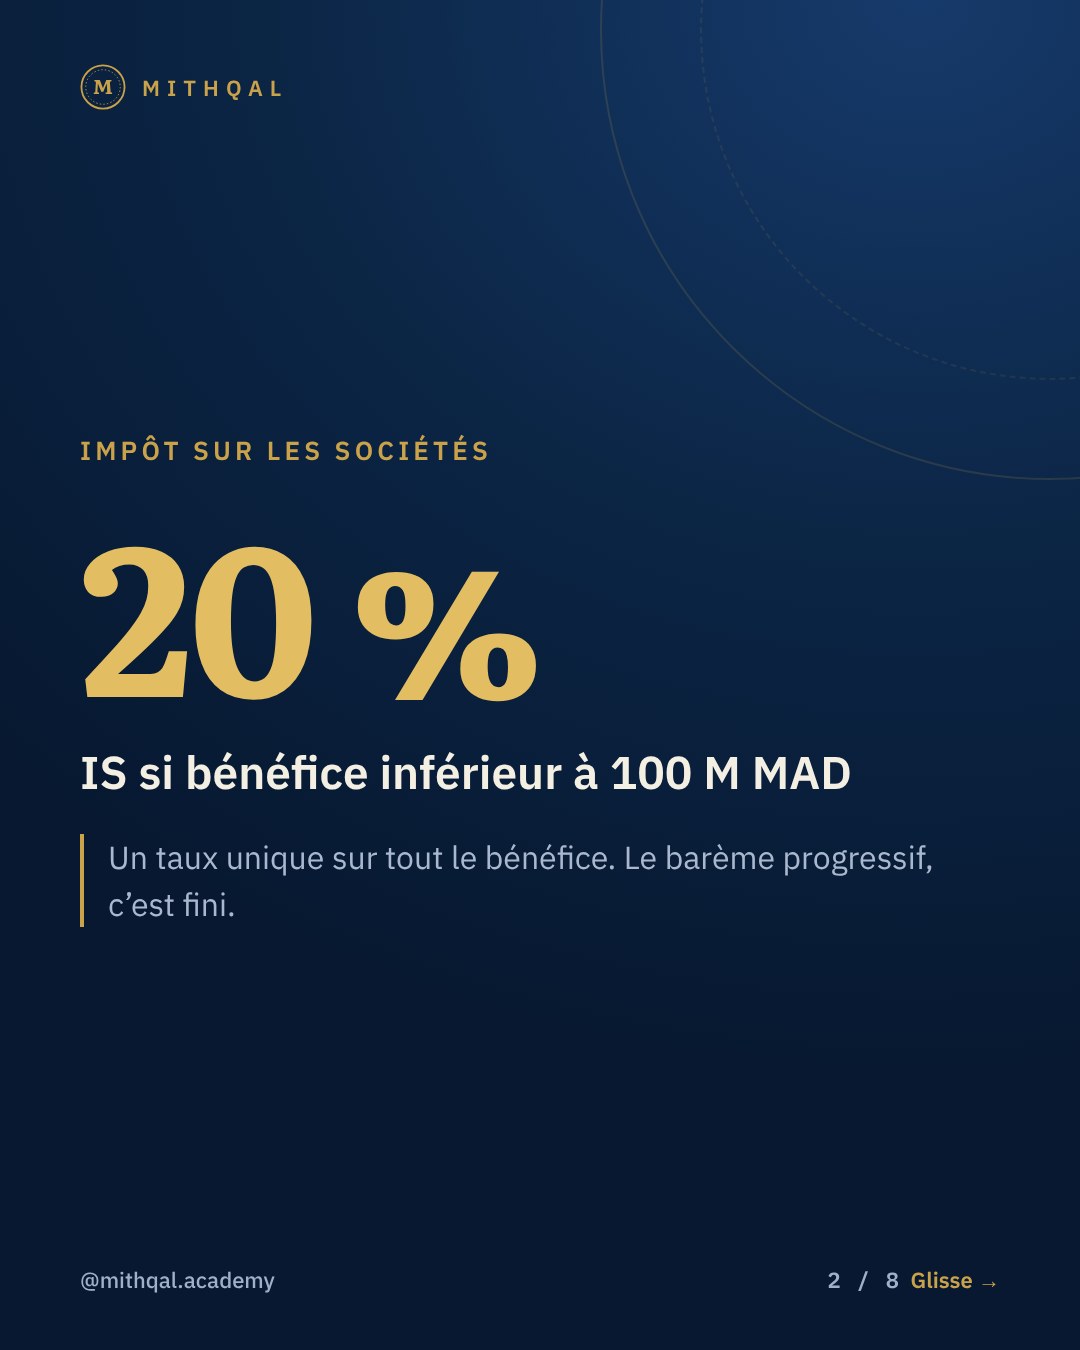 M MITHQAL
IMPÔT SUR LES SOCIÉTÉS
20 %
IS si bénéfice inférieur à 100 M MAD
Un taux unique sur tout le bénéfice. Le barème progressif,
c’est fini.
@mithqal.academy
2 / 8 Glisse →